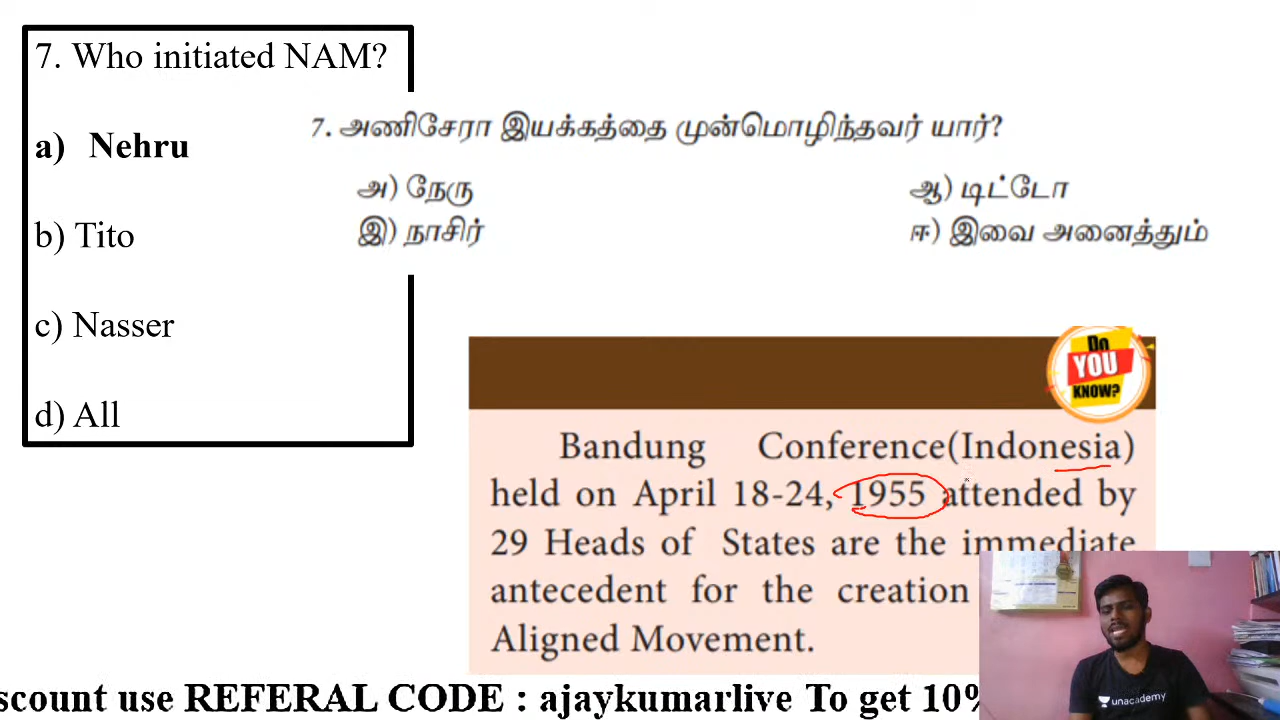 7. Who initiated NAM?
a) Nehru
b) Tito
c) Nasser
d) All
7. அணிசேரா இயக்கத்தை முன்மொழிந்தவர் யார்?
அ) நேரு ஆ) டிட்டோ
இ) நாசிர் ஈ) இவை அனைத்தும்
Do
YOU
KNOW?
Bandung Conference(Indonesia)
held on April 18-24, 1955 attended by
29 Heads of States are the immediate
antecedent for the creation
Aligned Movement.
unacademy
scount use REFERAL CODE : ajaykumarlive To get 10%